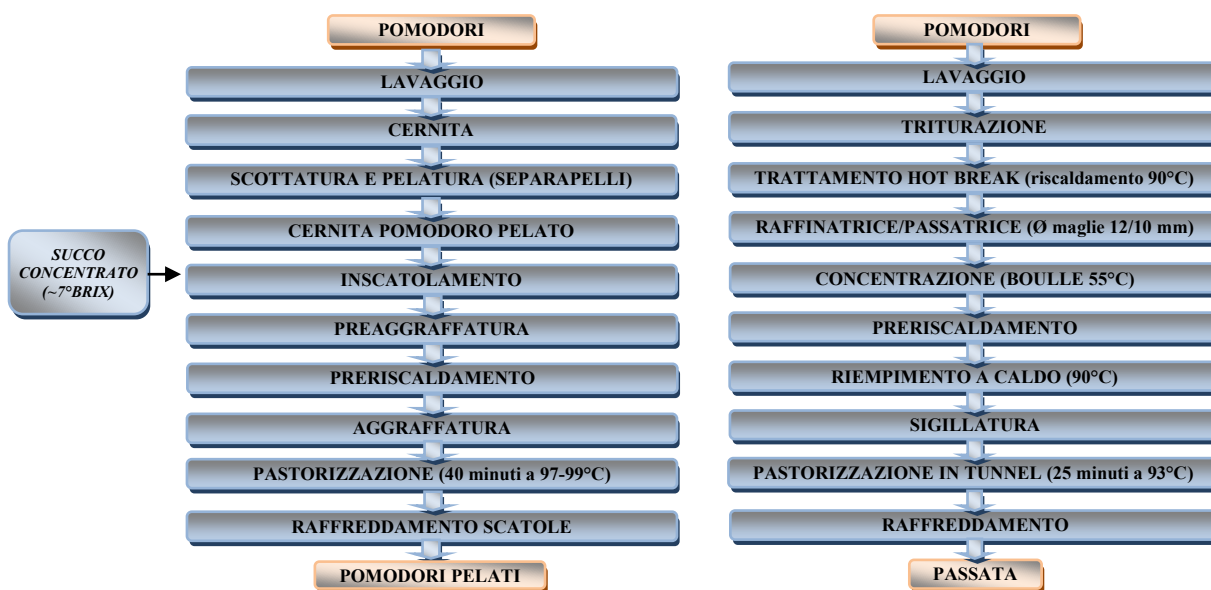 POMODORI
LAVAGGIO
CERNITA
SCOTTATURA E PELATURA (SEPARAPELLI)
CERNITA POMODORO PELATO
SUCCO
CONCENTRATO
(~7°BRIX)
INSCATOLAMENTO
PREAGGRAFFATURA
PRERISCALDAMENTO
AGGRAFFATURA
PASTORIZZAZIONE (40 minuti a 97-99°C)
RAFFREDDAMENTO SCATOLE
POMODORI PELATI
POMODORI
LAVAGGIO
TRITURAZIONE
TRATTAMENTO HOT BREAK (riscaldamento 90°C)
RAFFINATRICE/PASSATRICE (Ø maglie 12/10 mm)
CONCENTRAZIONE (BOULLE 55°C)
PRERISCALDAMENTO
RIEMPIMENTO A CALDO (90°C)
SIGILLATURA
PASTORIZZAZIONE IN TUNNEL (25 minuti a 93°C)
RAFFREDDAMENTO
PASSATA